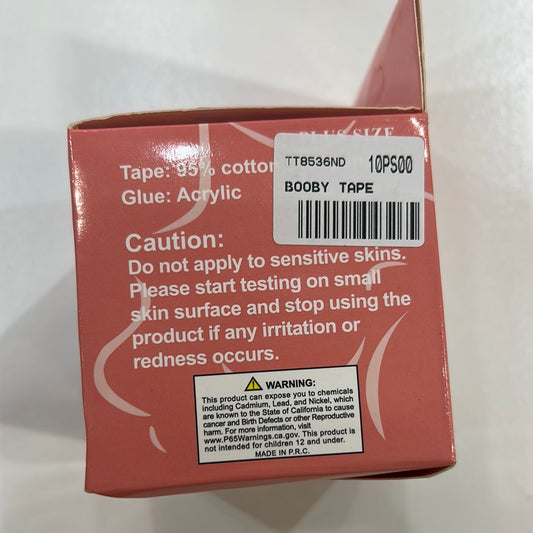 PLUS SIZE
Tape: 95% cotton
Glue: Acrylic
TT8536ND 10PS00
BOOBY TAPE
Caution:
Do not apply to sensitive skins.
Please start testing on small
skin surface and stop using the
product if any irritation or
redness occurs.
WARNING:
This product can expose you to chemicals
including Cadmium, Lead, and Nickel, which
are known to the State of California to cause
cancer and Birth Defects or other Reproductive
harm. For more information, visit
www.P65Warnings.ca.gov. This product is
not intended for children 12 and under.
MADE IN P.R.C.